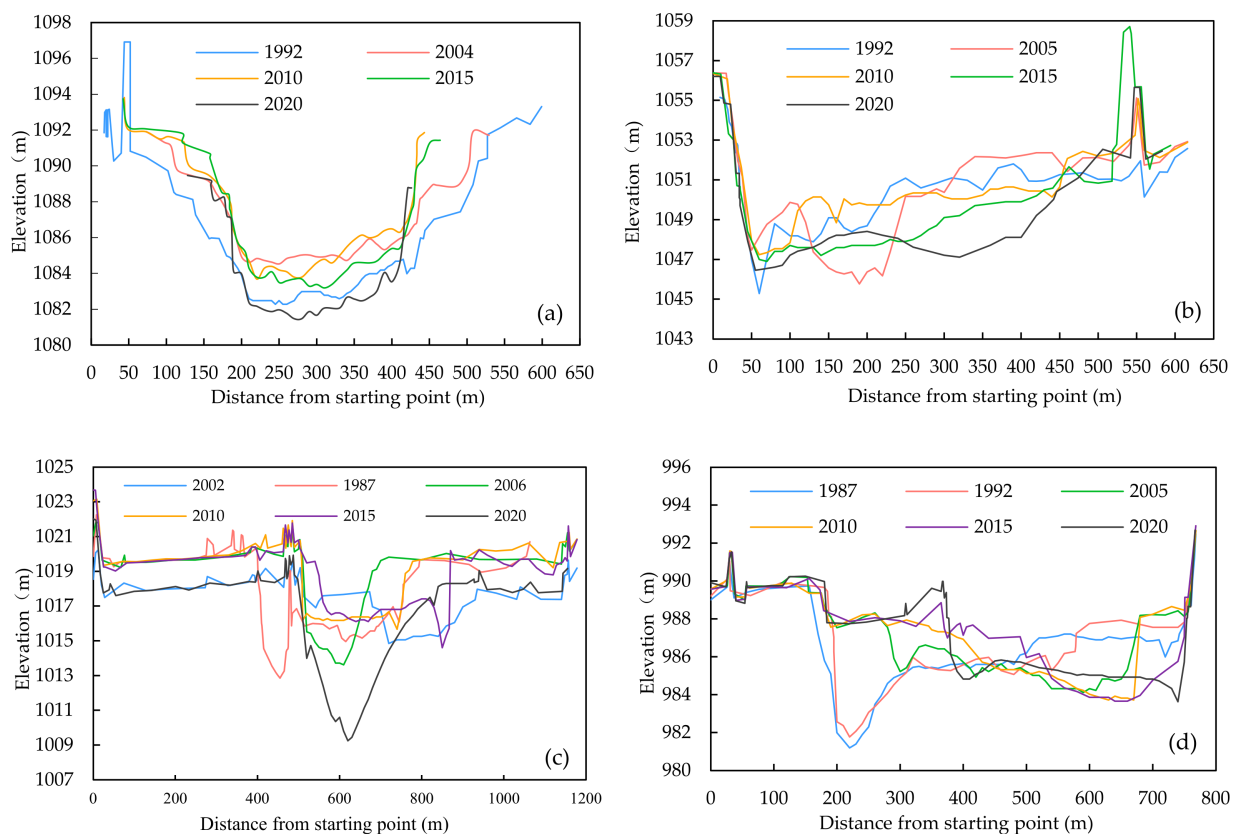 1098
1096
1094
1092
1090
1088
1086
1084
1082
1080
Elevation（m)
1992
2004
2010
2015
2020
(a)
0 50 100 150 200 250 300 350 400 450 500 550 600 650
Distance from starting point (m)
1059
1057
1055
1053
1051
1049
1047
1045
1043
Elevation（m)
1992
2005
2010
2015
2020
(b)
0 50 100 150 200 250 300 350 400 450 500 550 600 650
Distance from starting point (m)
1025
1023
1021
1019
1017
1015
1013
1011
1009
1007
Elevation（m)
2002 1987 2006
2010 2015 2020
(c)
0 200 400 600 800 1000 1200
Distance from starting point (m)
996
994
992
990
988
986
984
982
980
Elevation（m)
1987 1992 2005
2010 2015 2020
(d)
0 100 200 300 400 500 600 700 800
Distance from starting point (m)